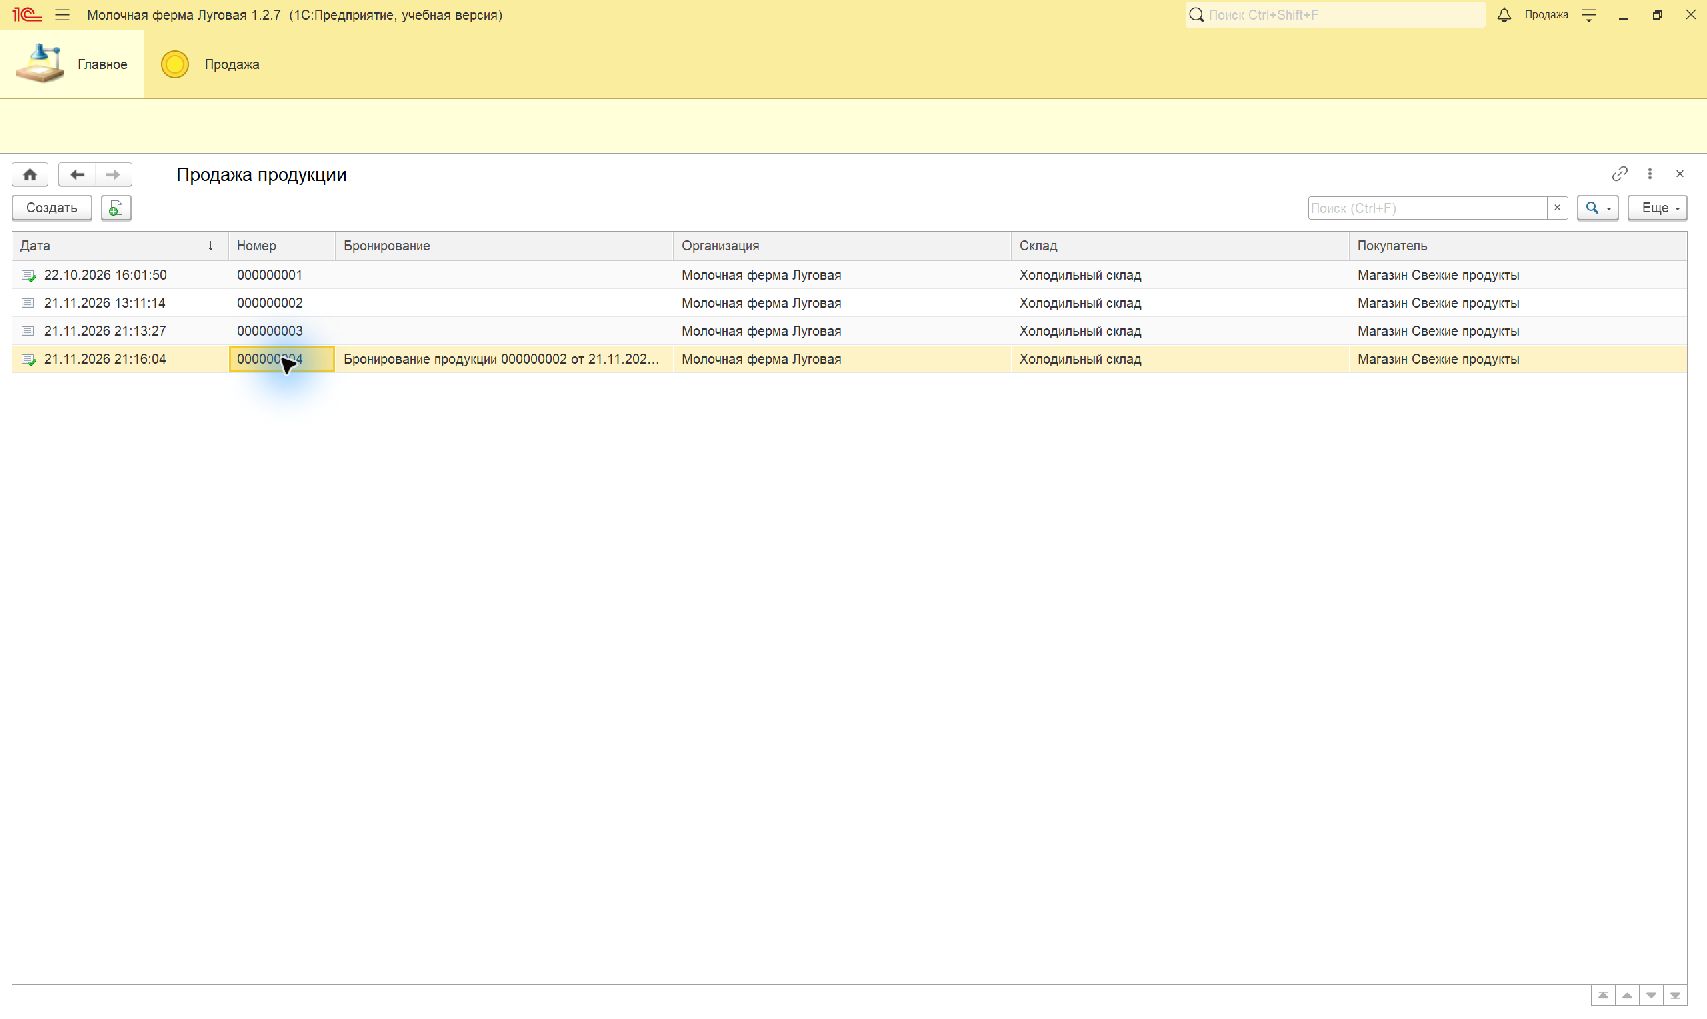 1С Молочная ферма Луговая 1.2.7 (1С:Предприятие, учебная версия) Поиск Ctrl+Shift+F Продажа
Главное Продажа
Продажа продукции
Создать Поиск (Ctrl+F) × Еще
Дата ↓ Номер Бронирование Организация Склад Покупатель
22.10.2026 16:01:50 000000001 Молочная ферма Луговая Холодильный склад Магазин Свежие продукты
21.11.2026 13:11:14 000000002 Молочная ферма Луговая Холодильный склад Магазин Свежие продукты
21.11.2026 21:13:27 000000003 Молочная ферма Луговая Холодильный склад Магазин Свежие продукты
21.11.2026 21:16:04 000000004 Бронирование продукции 000000002 от 21.11.202... Молочная ферма Луговая Холодильный склад Магазин Свежие продукты